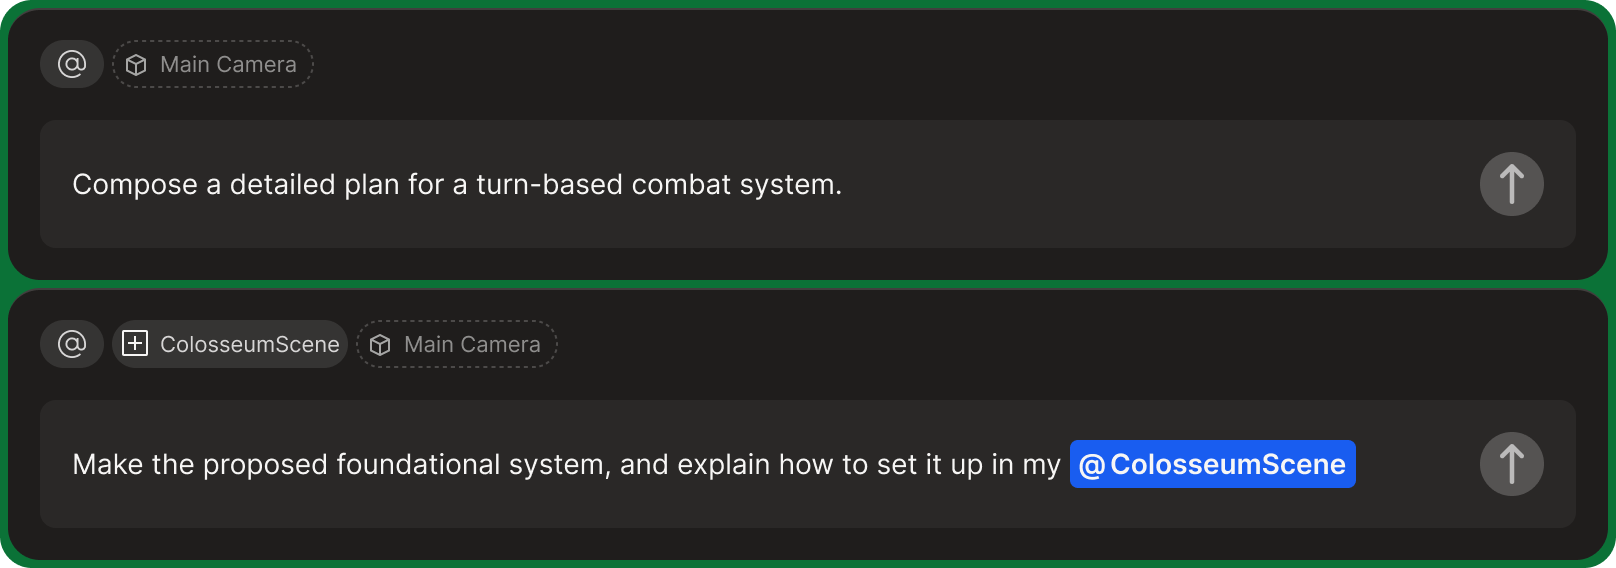 @ Main Camera
Compose a detailed plan for a turn-based combat system.
@ ColosseumScene Main Camera
Make the proposed foundational system, and explain how to set it up in my @ColosseumScene